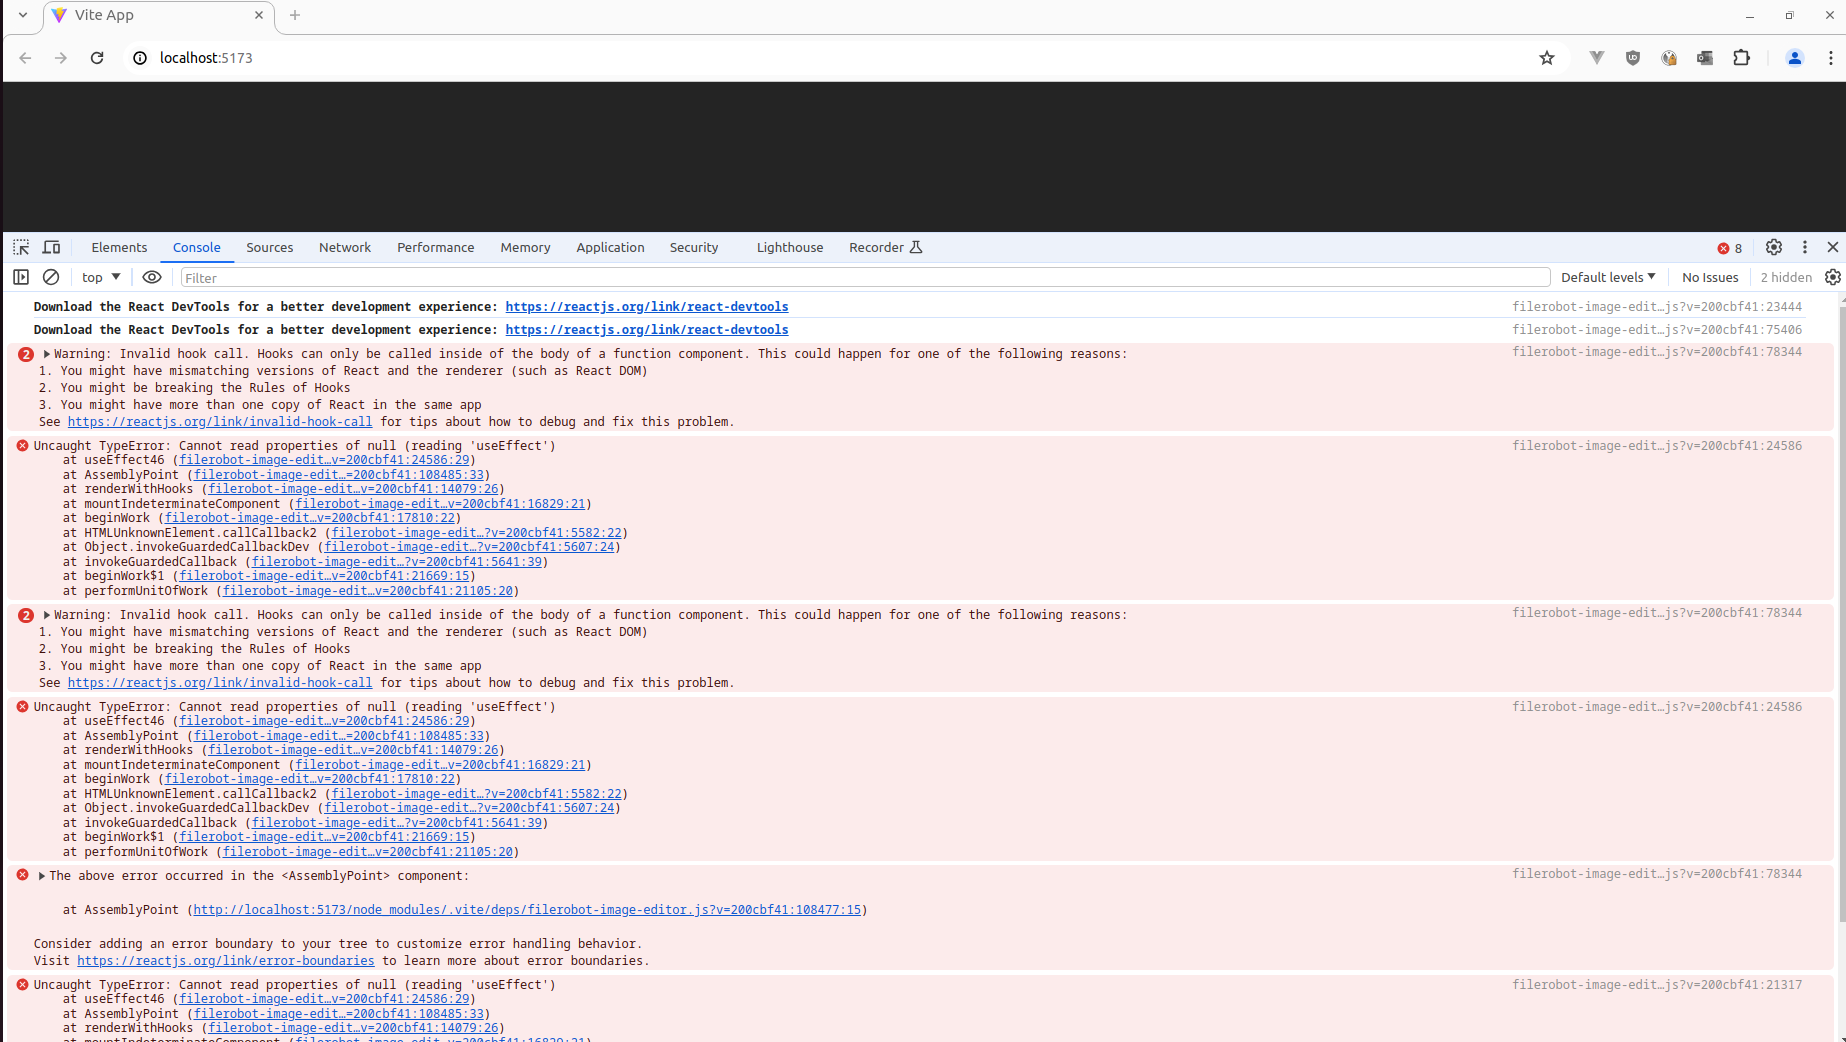 Vite App
localhost:5173
Elements Console Sources Network Performance Memory Application Security Lighthouse Recorder 8
top Filter Default levels No Issues 2 hidden
Download the React DevTools for a better development experience: https://reactjs.org/link/react-devtools filerobot-image-edit…js?v=200cbf41:23444
Download the React DevTools for a better development experience: https://reactjs.org/link/react-devtools filerobot-image-edit…js?v=200cbf41:75406
2 Warning: Invalid hook call. Hooks can only be called inside of the body of a function component. This could happen for one of the following reasons: filerobot-image-edit…js?v=200cbf41:78344
1. You might have mismatching versions of React and the renderer (such as React DOM)
2. You might be breaking the Rules of Hooks
3. You might have more than one copy of React in the same app
See https://reactjs.org/link/invalid-hook-call for tips about how to debug and fix this problem.
Uncaught TypeError: Cannot read properties of null (reading 'useEffect') filerobot-image-edit…js?v=200cbf41:24586
at useEffect46 (filerobot-image-edit…v=200cbf41:24586:29)
at AssemblyPoint (filerobot-image-edit…=200cbf41:108485:33)
at renderWithHooks (filerobot-image-edit…v=200cbf41:14079:26)
at mountIndeterminateComponent (filerobot-image-edit…v=200cbf41:16829:21)
at beginWork (filerobot-image-edit…v=200cbf41:17810:22)
at HTMLUnknownElement.callCallback2 (filerobot-image-edit…?v=200cbf41:5582:22)
at Object.invokeGuardedCallbackDev (filerobot-image-edit…?v=200cbf41:5607:24)
at invokeGuardedCallback (filerobot-image-edit…?v=200cbf41:5641:39)
at beginWork$1 (filerobot-image-edit…v=200cbf41:21669:15)
at performUnitOfWork (filerobot-image-edit…v=200cbf41:21105:20)
2 Warning: Invalid hook call. Hooks can only be called inside of the body of a function component. This could happen for one of the following reasons: filerobot-image-edit…js?v=200cbf41:78344
1. You might have mismatching versions of React and the renderer (such as React DOM)
2. You might be breaking the Rules of Hooks
3. You might have more than one copy of React in the same app
See https://reactjs.org/link/invalid-hook-call for tips about how to debug and fix this problem.
Uncaught TypeError: Cannot read properties of null (reading 'useEffect') filerobot-image-edit…js?v=200cbf41:24586
at useEffect46 (filerobot-image-edit…v=200cbf41:24586:29)
at AssemblyPoint (filerobot-image-edit…=200cbf41:108485:33)
at renderWithHooks (filerobot-image-edit…v=200cbf41:14079:26)
at mountIndeterminateComponent (filerobot-image-edit…v=200cbf41:16829:21)
at beginWork (filerobot-image-edit…v=200cbf41:17810:22)
at HTMLUnknownElement.callCallback2 (filerobot-image-edit…?v=200cbf41:5582:22)
at Object.invokeGuardedCallbackDev (filerobot-image-edit…?v=200cbf41:5607:24)
at invokeGuardedCallback (filerobot-image-edit…?v=200cbf41:5641:39)
at beginWork$1 (filerobot-image-edit…v=200cbf41:21669:15)
at performUnitOfWork (filerobot-image-edit…v=200cbf41:21105:20)
The above error occurred in the <AssemblyPoint> component: filerobot-image-edit…js?v=200cbf41:78344
at AssemblyPoint (http://localhost:5173/node_modules/.vite/deps/filerobot-image-editor.js?v=200cbf41:108477:15)
Consider adding an error boundary to your tree to customize error handling behavior.
Visit https://reactjs.org/link/error-boundaries to learn more about error boundaries.
Uncaught TypeError: Cannot read properties of null (reading 'useEffect') filerobot-image-edit…js?v=200cbf41:21317
at useEffect46 (filerobot-image-edit…v=200cbf41:24586:29)
at AssemblyPoint (filerobot-image-edit…=200cbf41:108485:33)
at renderWithHooks (filerobot-image-edit…v=200cbf41:14079:26)
at mountIndeterminateComponent (filerobot-image-edit…v=200cbf41:16829:21)